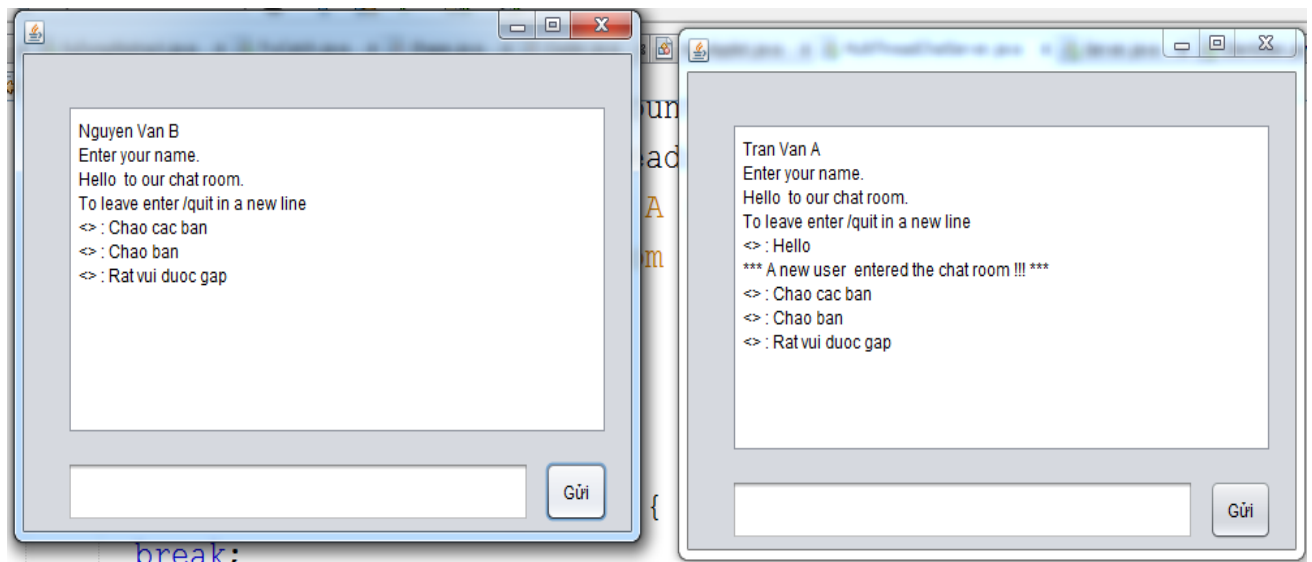 Nguyen Van B
Enter your name.
Hello  to our chat room.
To leave enter /quit in a new line
<> : Chao cac ban
<> : Chao ban
<> : Rat vui duoc gap
Gửi
Tran Van A
Enter your name.
Hello  to our chat room.
To leave enter /quit in a new line
<> : Hello
*** A new user  entered the chat room !!! ***
<> : Chao cac ban
<> : Chao ban
<> : Rat vui duoc gap
Gửi
oun
ead
A
om
{
break;